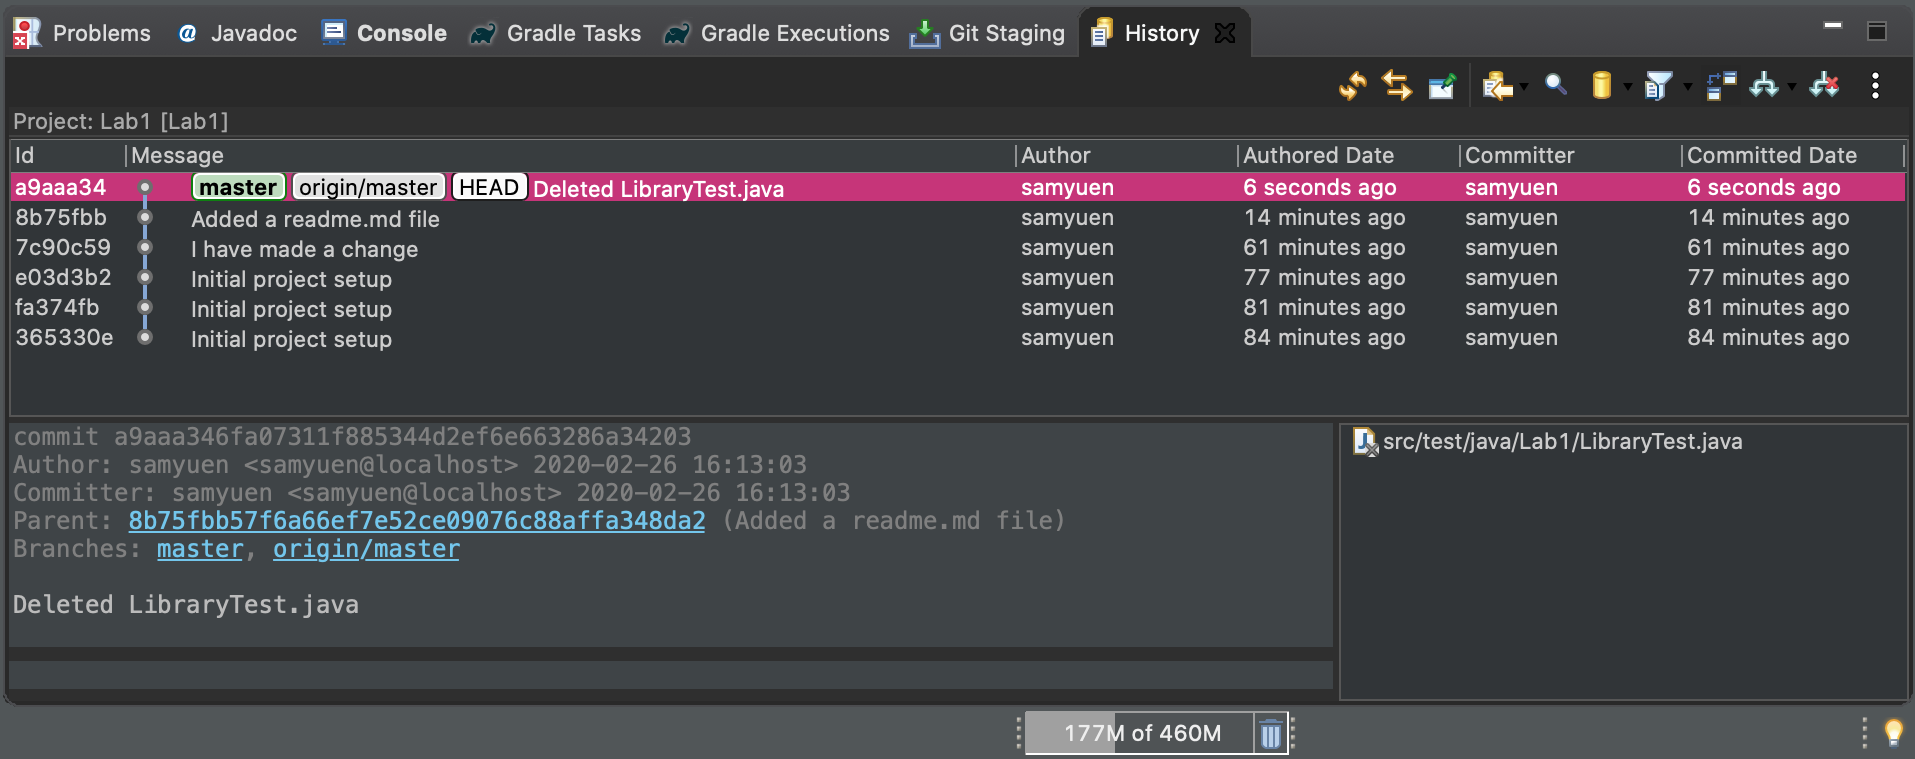 Problems @ Javadoc Console Gradle Tasks Gradle Executions Git Staging History
Project: Lab1 [Lab1]
Id Message Author Authored Date Committer Committed Date
a9aaa34 master origin/master HEAD Deleted LibraryTest.java samyuen 6 seconds ago samyuen 6 seconds ago
8b75fbb Added a readme.md file samyuen 14 minutes ago samyuen 14 minutes ago
7c90c59 I have made a change samyuen 61 minutes ago samyuen 61 minutes ago
e03d3b2 Initial project setup samyuen 77 minutes ago samyuen 77 minutes ago
fa374fb Initial project setup samyuen 81 minutes ago samyuen 81 minutes ago
365330e Initial project setup samyuen 84 minutes ago samyuen 84 minutes ago
commit a9aaa346fa07311f885344d2ef6e663286a34203
Author: samyuen <samyuen@localhost> 2020-02-26 16:13:03
Committer: samyuen <samyuen@localhost> 2020-02-26 16:13:03
Parent: 8b75fbb57f6a66ef7e52ce09076c88affa348da2 (Added a readme.md file)
Branches: master, origin/master
Deleted LibraryTest.java
src/test/java/Lab1/LibraryTest.java
177M of 460M